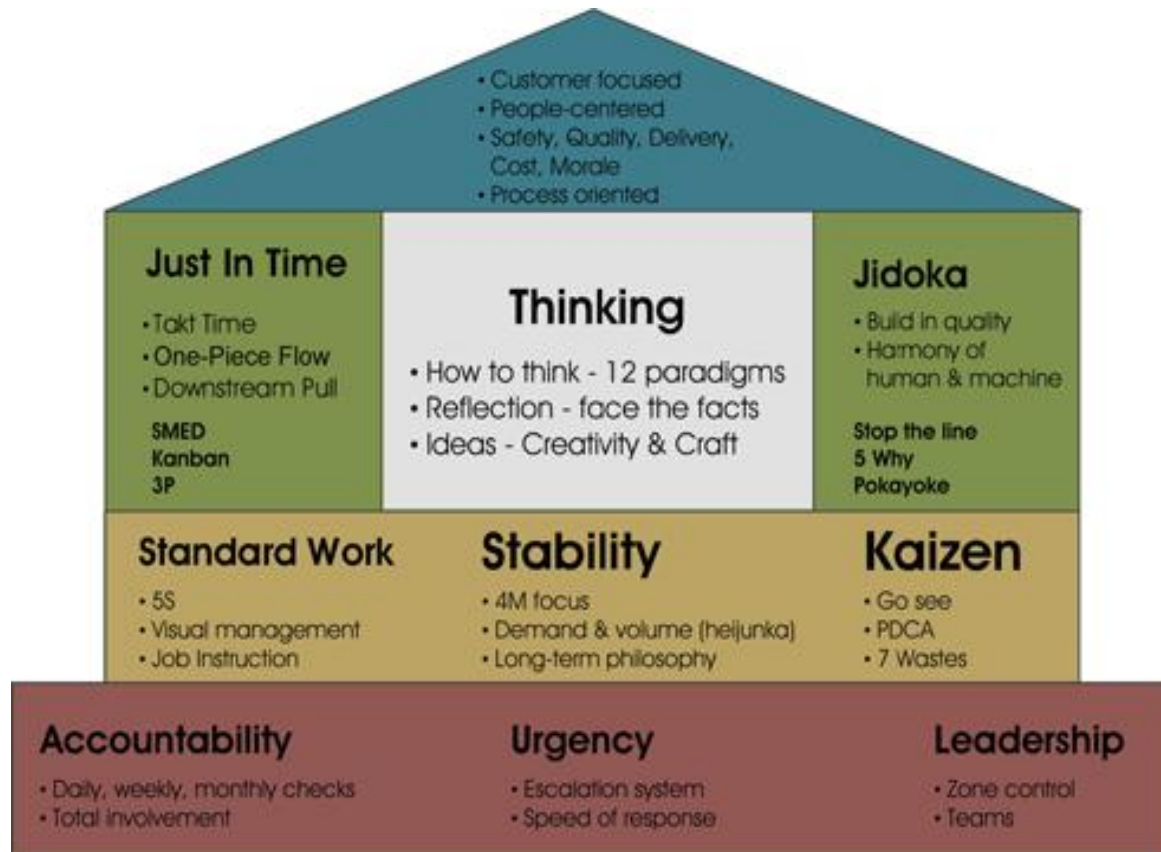 • Customer focused
• People-centered
• Safety, Quality, Delivery,
Cost, Morale
• Process oriented
Just In Time
• Takt Time
• One-Piece Flow
• Downstream Pull
SMED
Kanban
3P
Thinking
• How to think - 12 paradigms
• Reflection - face the facts
• Ideas - Creativity & Craft
Jidoka
• Build in quality
• Harmony of
human & machine
Stop the line
5 Why
Pokayoke
Standard Work
• 5S
• Visual management
• Job Instruction
Stability
• 4M focus
• Demand & volume (heijunka)
• Long-term philosophy
Kaizen
• Go see
• PDCA
• 7 Wastes
Accountability
• Daily, weekly, monthly checks
• Total involvement
Urgency
• Escalation system
• Speed of response
Leadership
• Zone control
• Teams